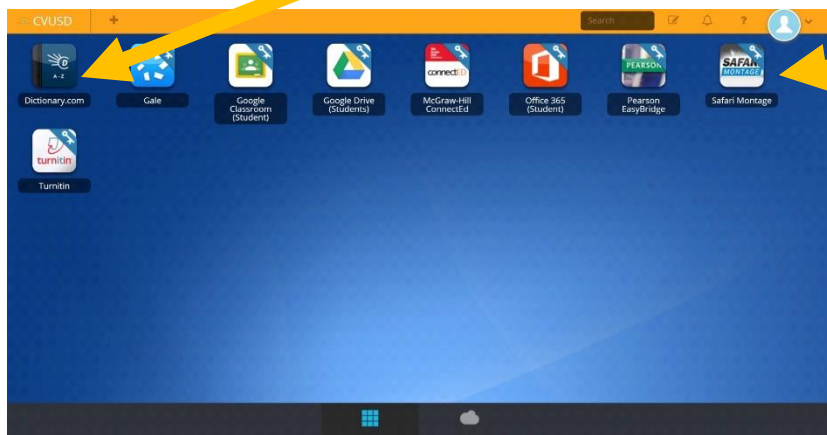 CVUSD + Search ?
D
A-Z
PEARSON
SAFARI
MONTAGE
connectED
Dictionary.com Gale Google Classroom (Student) Google Drive (Students) McGraw-Hill ConnectEd Office 365 (Student) Pearson EasyBridge Safari Montage
turnitin
Turnitin